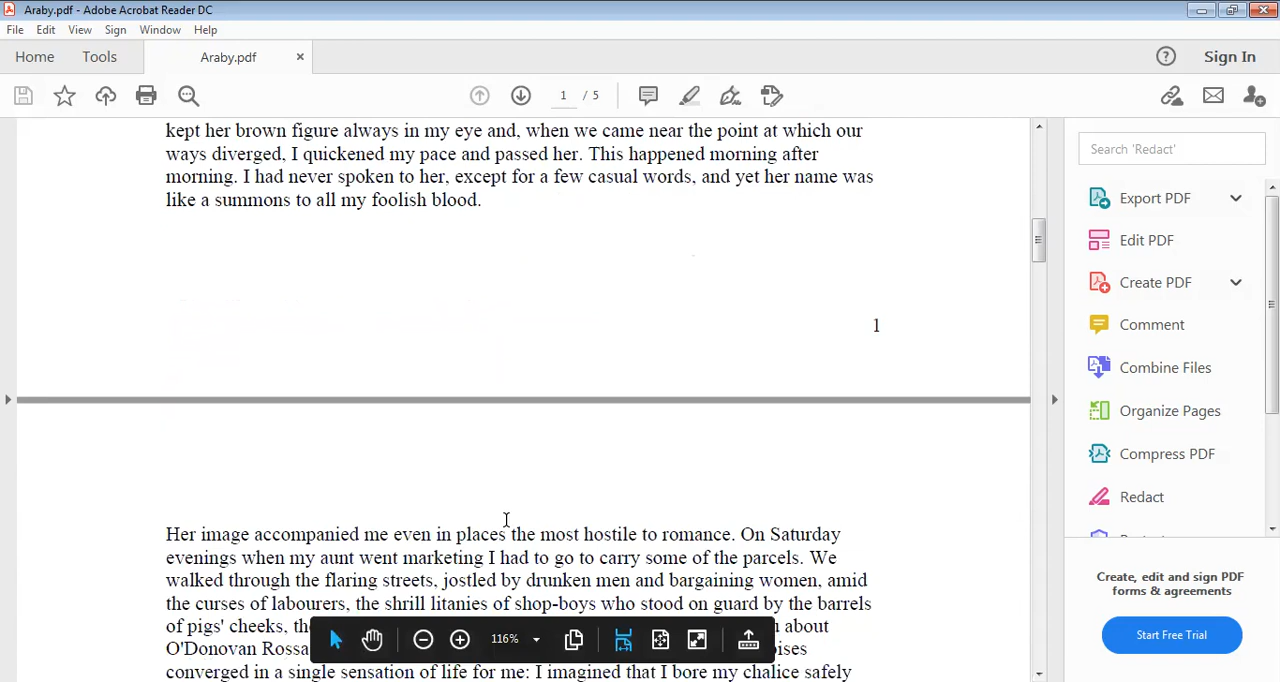 Araby.pdf - Adobe Acrobat Reader DC
File Edit View Sign Window Help
Home Tools Araby.pdf × Sign In
1 / 5
Search 'Redact'
kept her brown figure always in my eye and, when we came near the point at which our
ways diverged, I quickened my pace and passed her. This happened morning after
morning. I had never spoken to her, except for a few casual words, and yet her name was
like a summons to all my foolish blood.
1
Her image accompanied me even in places the most hostile to romance. On Saturday
evenings when my aunt went marketing I had to go to carry some of the parcels. We
walked through the flaring streets, jostled by drunken men and bargaining women, amid
the curses of labourers, the shrill litanies of shop-boys who stood on guard by the barrels
of pigs' cheeks, about
O'Donovan
converged in a single sensation of life for me: I imagined that I bore my chalice safely
116%
Export PDF
Edit PDF
Create PDF
Comment
Combine Files
Organize Pages
Compress PDF
Redact
Create, edit and sign PDF
forms & agreements
Start Free Trial